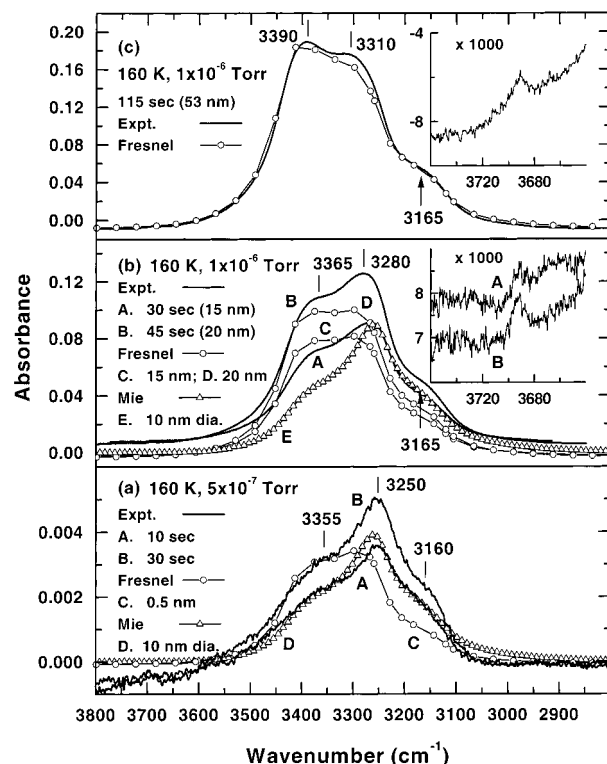 0.20
0.16
0.12
0.08
0.04
0.00
(c)
160 K, 1x10⁻⁶ Torr
115 sec (53 nm)
Expt.
Fresnel
3390
3310
3165
x 1000
-4
-6
-8
3720 3680
0.12
0.08
0.04
0.00
(b) 160 K, 1x10⁻⁶ Torr
Expt.
A. 30 sec (15 nm)
B. 45 sec (20 nm)
Fresnel
C. 15 nm; D. 20 nm
Mie
E. 10 nm dia.
3365
3280
B
D
C
A
E
3165
x 1000
8
7
A
B
3720 3680
0.004
0.002
0.000
(a) 160 K, 5x10⁻⁷ Torr
Expt.
A. 10 sec
B. 30 sec
Fresnel
C. 0.5 nm
Mie
D. 10 nm dia.
3355
B
3250
3160
A
D
C
3800 3700 3600 3500 3400 3300 3200 3100 3000 2900
Wavenumber (cm⁻¹)
Absorbance